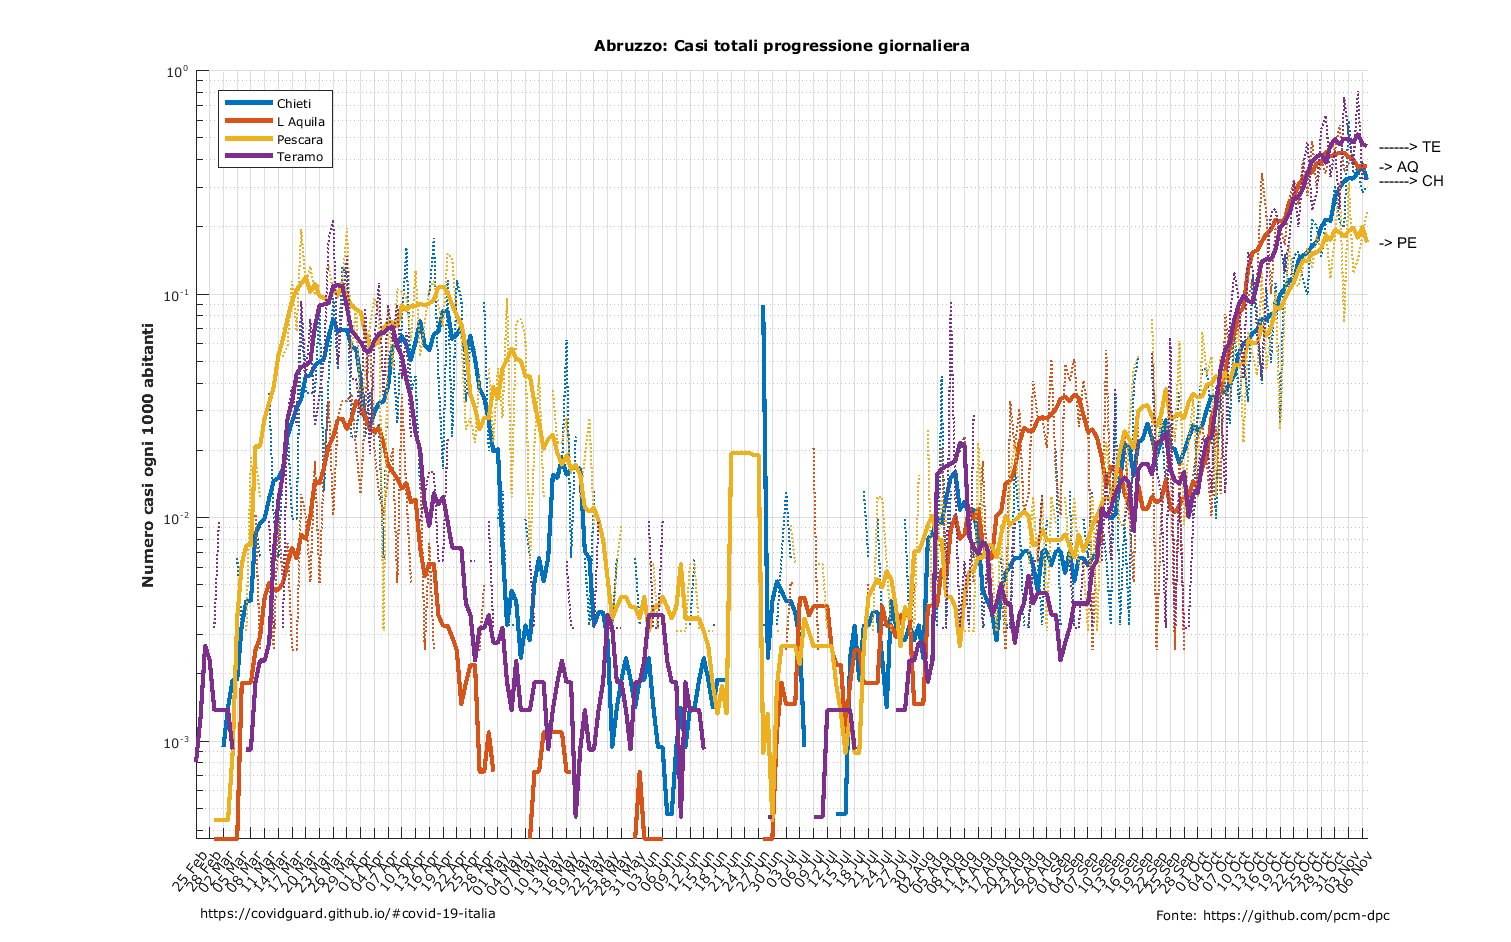 Abruzzo: Casi totali progressione giornaliera
Numero casi ogni 1000 abitanti
10⁰
10⁻¹
10⁻²
10⁻³
Chieti
L Aquila
Pescara
Teramo
------> TE
-> AQ
------> CH
-> PE
25 Feb
28 Feb
02 Mar
05 Mar
08 Mar
11 Mar
14 Mar
17 Mar
20 Mar
23 Mar
26 Mar
29 Mar
01 Apr
04 Apr
07 Apr
10 Apr
13 Apr
16 Apr
19 Apr
22 Apr
25 Apr
28 Apr
01 May
04 May
07 May
10 May
13 May
16 May
19 May
22 May
25 May
28 May
31 May
03 Jun
06 Jun
09 Jun
12 Jun
15 Jun
18 Jun
21 Jun
24 Jun
27 Jun
30 Jun
03 Jul
06 Jul
09 Jul
12 Jul
15 Jul
18 Jul
21 Jul
24 Jul
27 Jul
30 Jul
02 Aug
05 Aug
08 Aug
11 Aug
14 Aug
17 Aug
20 Aug
23 Aug
26 Aug
29 Aug
01 Sep
04 Sep
07 Sep
10 Sep
13 Sep
16 Sep
19 Sep
22 Sep
25 Sep
28 Sep
01 Oct
04 Oct
07 Oct
10 Oct
13 Oct
16 Oct
19 Oct
22 Oct
25 Oct
28 Oct
31 Oct
03 Nov
06 Nov
https://covidguard.github.io/#covid-19-italia
Fonte: https://github.com/pcm-dpc